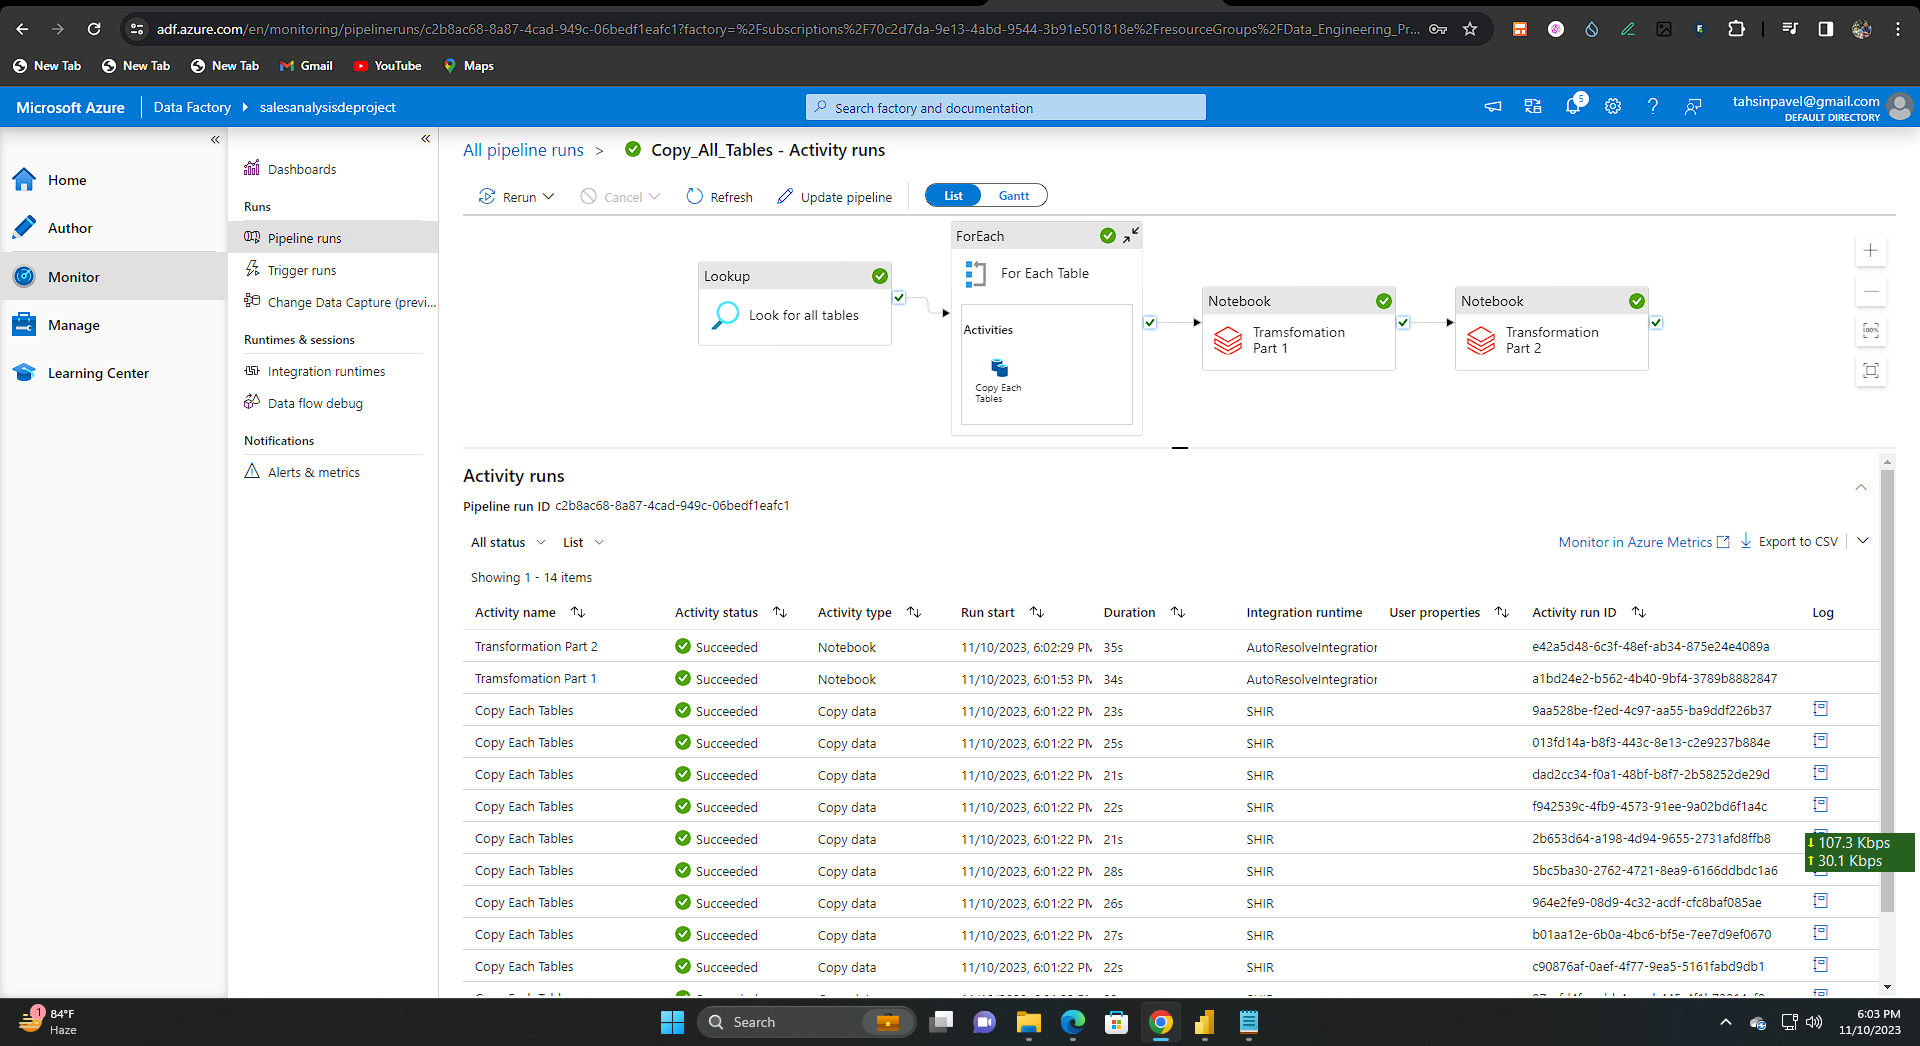 adf.azure.com/en/monitoring/pipelineruns/c2b8ac68-8a87-4cad-949c-06bedf1eafc1?factory=%2Fsubscriptions%2F70c2d7da-9e13-4abd-9544-3b91e501818e%2FresourceGroups%2FData_Engineering_Pr...
New Tab New Tab New Tab Gmail YouTube Maps
Microsoft Azure Data Factory salesanalysisdeproject
Search factory and documentation
5
tahsinpavel@gmail.com
DEFAULT DIRECTORY
Home
Author
Monitor
Manage
Learning Center
Dashboards
Runs
Pipeline runs
Trigger runs
Change Data Capture (previ...
Runtimes & sessions
Integration runtimes
Data flow debug
Notifications
Alerts & metrics
All pipeline runs > Copy_All_Tables - Activity runs
Rerun Cancel Refresh Update pipeline List Gantt
Lookup
Look for all tables
ForEach
For Each Table
Activities
Copy Each
Tables
Notebook
Tramsfomation
Part 1
Notebook
Transformation
Part 2
100%
Activity runs
Pipeline run ID c2b8ac68-8a87-4cad-949c-06bedf1eafc1
All status List
Monitor in Azure Metrics Export to CSV
Showing 1 - 14 items
Activity name Activity status Activity type Run start Duration Integration runtime User properties Activity run ID Log
Transformation Part 2 Succeeded Notebook 11/10/2023, 6:02:29 PM 35s AutoResolveIntegration e42a5d48-6c3f-48ef-ab34-875e24e4089a
Tramsfomation Part 1 Succeeded Notebook 11/10/2023, 6:01:53 PM 34s AutoResolveIntegration a1bd24e2-b562-4b40-9bf4-3789b8882847
Copy Each Tables Succeeded Copy data 11/10/2023, 6:01:22 PM 23s SHIR 9aa528be-f2ed-4c97-aa55-ba9ddf226b37
Copy Each Tables Succeeded Copy data 11/10/2023, 6:01:22 PM 25s SHIR 013fd14a-b8f3-443c-8e13-c2e9237b884e
Copy Each Tables Succeeded Copy data 11/10/2023, 6:01:22 PM 21s SHIR dad2cc34-f0a1-48bf-b8f7-2b58252de29d
Copy Each Tables Succeeded Copy data 11/10/2023, 6:01:22 PM 22s SHIR f942539c-4fb9-4573-91ee-9a02bd6f1a4c
Copy Each Tables Succeeded Copy data 11/10/2023, 6:01:22 PM 21s SHIR 2b653d64-a198-4d94-9655-2731afd8ffb8
Copy Each Tables Succeeded Copy data 11/10/2023, 6:01:22 PM 28s SHIR 5bc5ba30-2762-4721-8ea9-6166ddbdc1a6
Copy Each Tables Succeeded Copy data 11/10/2023, 6:01:22 PM 26s SHIR 964e2fe9-08d9-4c32-acdf-cfc8baf085ae
Copy Each Tables Succeeded Copy data 11/10/2023, 6:01:22 PM 27s SHIR b01aa12e-6b0a-4bc6-bf5e-7ee7d9ef0670
Copy Each Tables Succeeded Copy data 11/10/2023, 6:01:22 PM 22s SHIR c90876af-0aef-4f77-9ea5-5161fabd9db1
107.3 Kbps
30.1 Kbps
1
84°F
Haze
Search
6:03 PM
11/10/2023